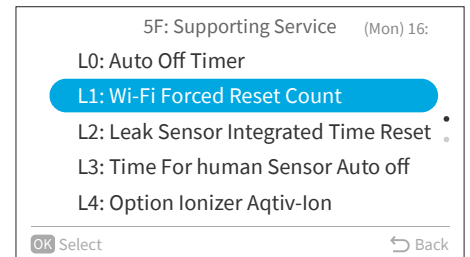 5F: Supporting Service (Mon) 16:
L0: Auto Off Timer
L1: Wi-Fi Forced Reset Count
L2: Leak Sensor Integrated Time Reset
L3: Time For human Sensor Auto off
L4: Option Ionizer Aqtiv-Ion
OK Select Back